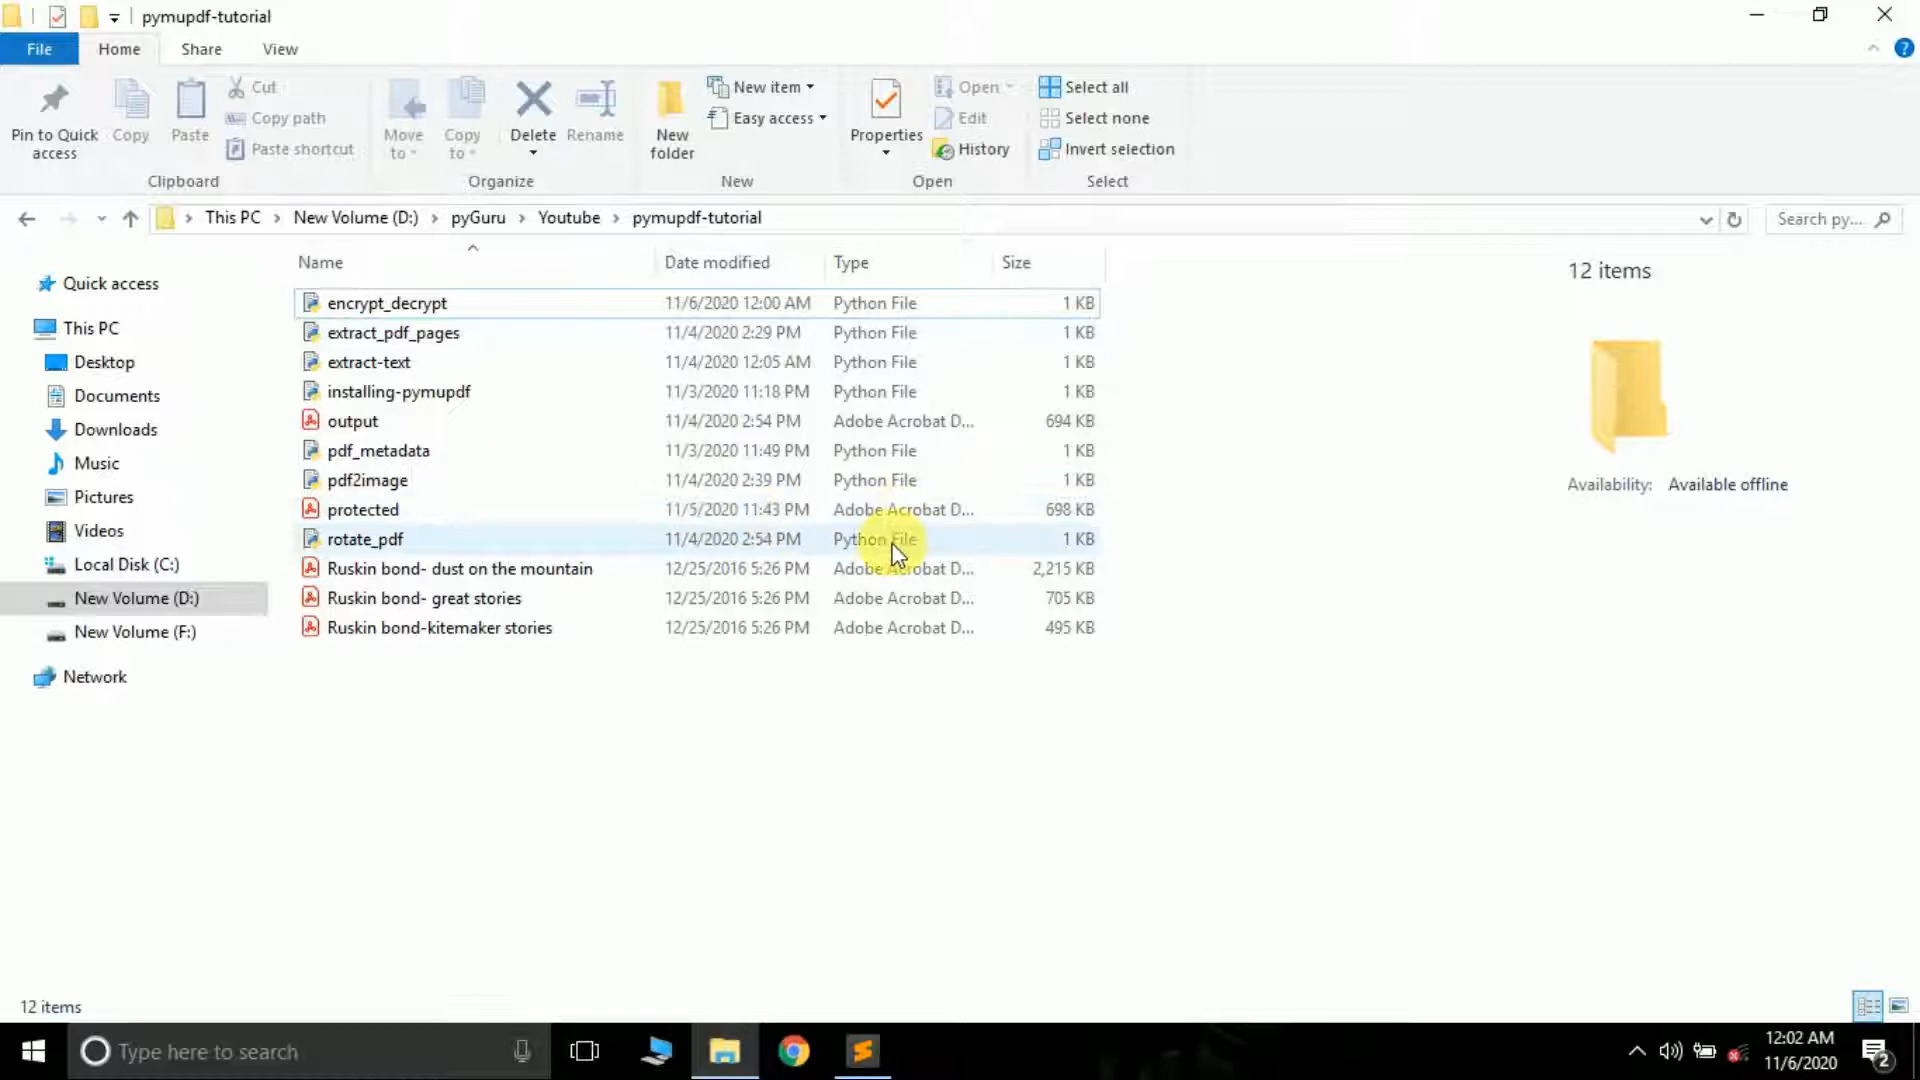 pymupdf-tutorial
File Home Share View
Pin to Quick access
Copy
Paste
Cut
Copy path
Paste shortcut
Clipboard
Move to
Copy to
Delete
Rename
Organize
New folder
New item
Easy access
New
Properties
Open
Edit
History
Open
Select all
Select none
Invert selection
Select
This PC > New Volume (D:) > pyGuru > Youtube > pymupdf-tutorial
Search py...
Quick access
This PC
Desktop
Documents
Downloads
Music
Pictures
Videos
Local Disk (C:)
New Volume (D:)
New Volume (F:)
Network
Name Date modified Type Size
encrypt_decrypt 11/6/2020 12:00 AM Python File 1 KB
extract_pdf_pages 11/4/2020 2:29 PM Python File 1 KB
extract-text 11/4/2020 12:05 AM Python File 1 KB
installing-pymupdf 11/3/2020 11:18 PM Python File 1 KB
output 11/4/2020 2:54 PM Adobe Acrobat D... 694 KB
pdf_metadata 11/3/2020 11:49 PM Python File 1 KB
pdf2image 11/4/2020 2:39 PM Python File 1 KB
protected 11/5/2020 11:43 PM Adobe Acrobat D... 698 KB
rotate_pdf 11/4/2020 2:54 PM Python File 1 KB
Ruskin bond- dust on the mountain 12/25/2016 5:26 PM Adobe Acrobat D... 2,215 KB
Ruskin bond- great stories 12/25/2016 5:26 PM Adobe Acrobat D... 705 KB
Ruskin bond-kitemaker stories 12/25/2016 5:26 PM Adobe Acrobat D... 495 KB
12 items
Availability: Available offline
12 items
Type here to search
12:02 AM
11/6/2020
2